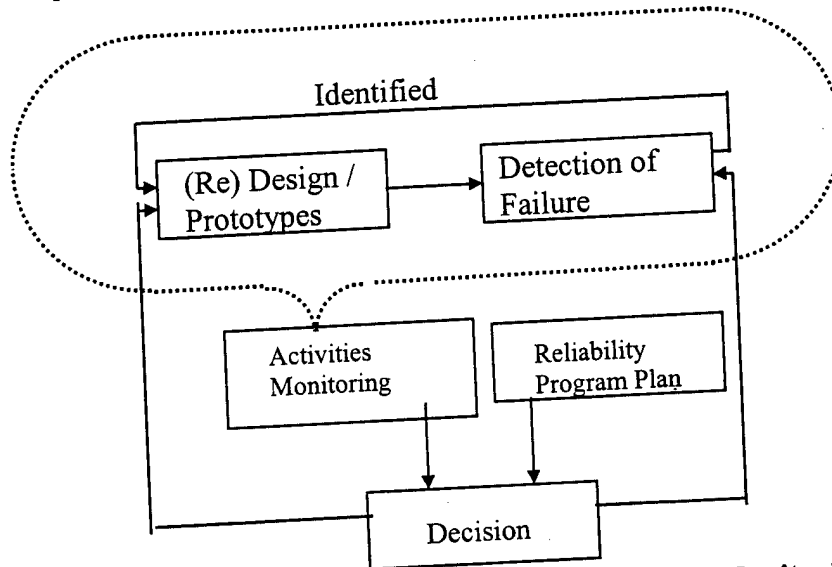 Identified
(Re) Design /
Prototypes
Detection of
Failure
Activities
Monitoring
Reliability
Program Plan
Decision